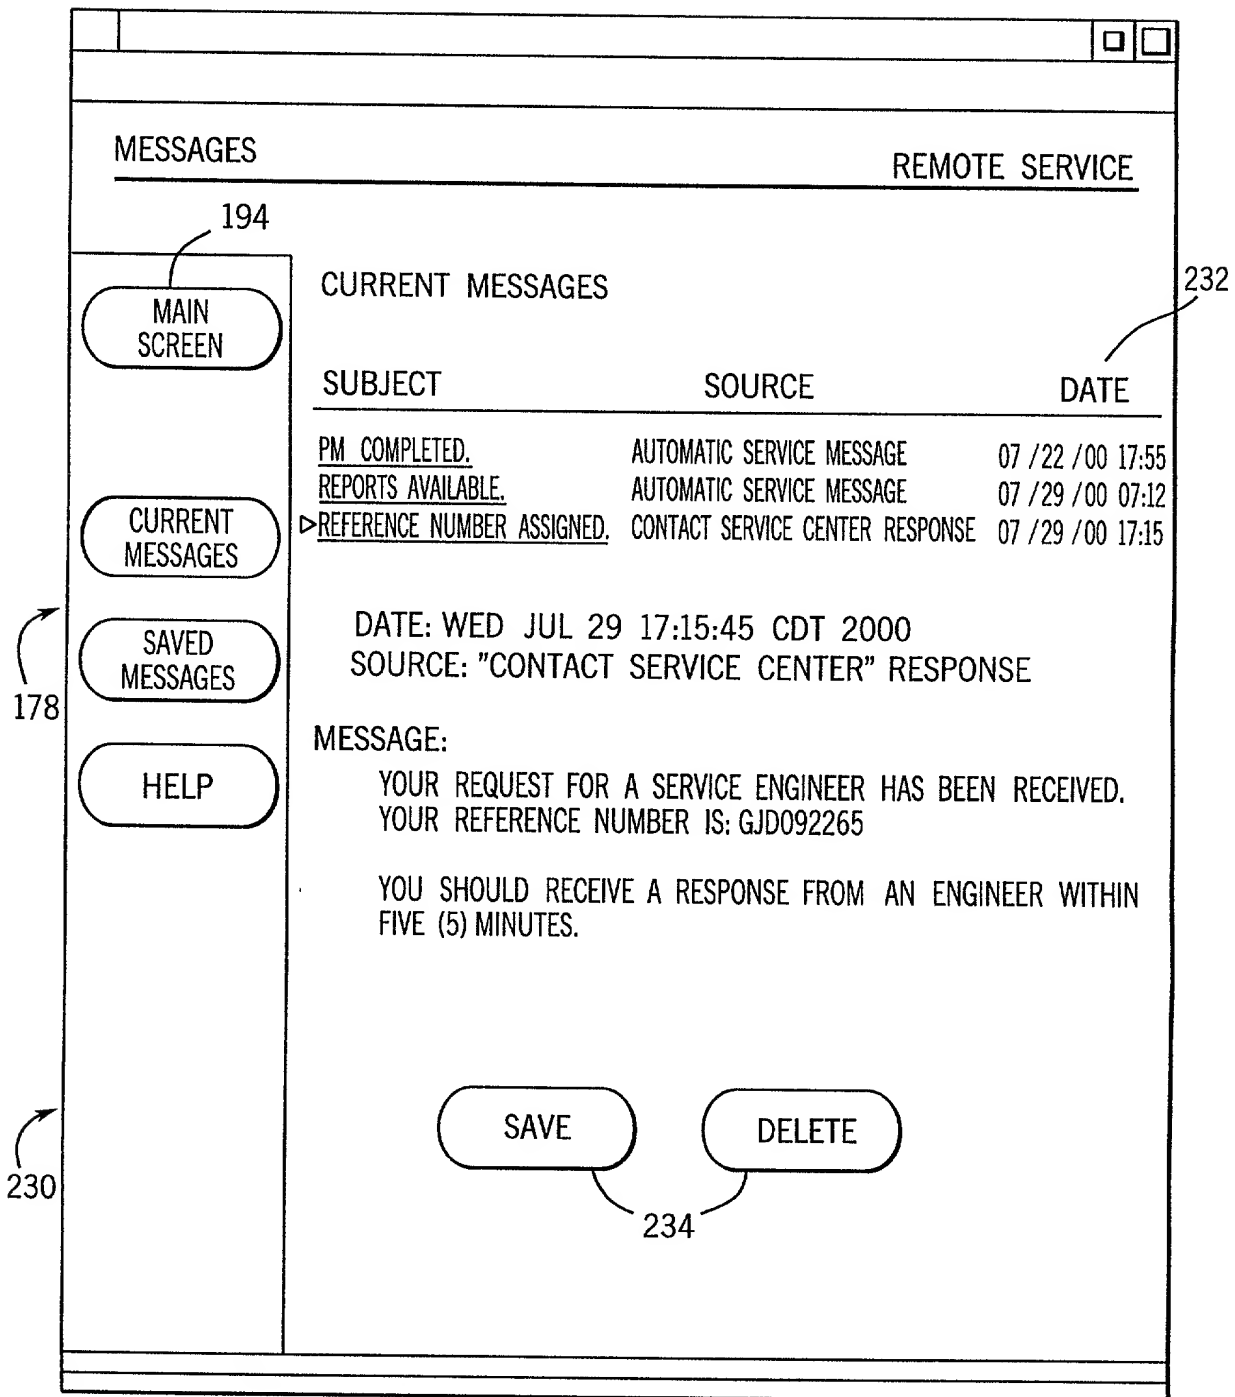 MESSAGES
REMOTE SERVICE
194
232
MAIN
SCREEN
CURRENT MESSAGES
SUBJECT SOURCE DATE
PM COMPLETED. AUTOMATIC SERVICE MESSAGE 07 /22 /00 17:55
REPORTS AVAILABLE. AUTOMATIC SERVICE MESSAGE 07 /29 /00 07:12
REFERENCE NUMBER ASSIGNED. CONTACT SERVICE CENTER RESPONSE 07 /29 /00 17:15
CURRENT
MESSAGES
DATE: WED JUL 29 17:15:45 CDT 2000
SOURCE: "CONTACT SERVICE CENTER" RESPONSE
SAVED
MESSAGES
178
MESSAGE:
HELP
YOUR REQUEST FOR A SERVICE ENGINEER HAS BEEN RECEIVED.
YOUR REFERENCE NUMBER IS: GJD092265
YOU SHOULD RECEIVE A RESPONSE FROM AN ENGINEER WITHIN
FIVE (5) MINUTES.
SAVE DELETE
230
234